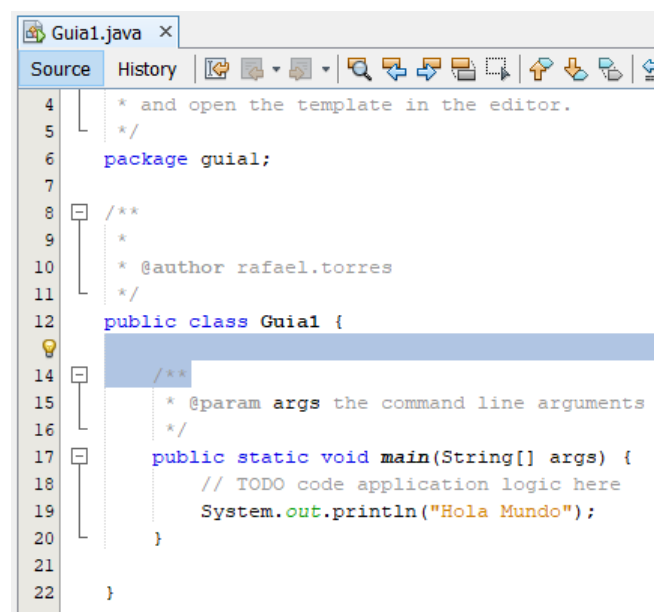 Guia1.java ×
Source History
4 * and open the template in the editor.
5 */
6 package guia1;
7
8 /**
9 *
10 * @author rafael.torres
11 */
12 public class Guia1 {
14 /**
15 * @param args the command line arguments
16 */
17 public static void main(String[] args) {
18 // TODO code application logic here
19 System.out.println("Hola Mundo");
20 }
21
22 }